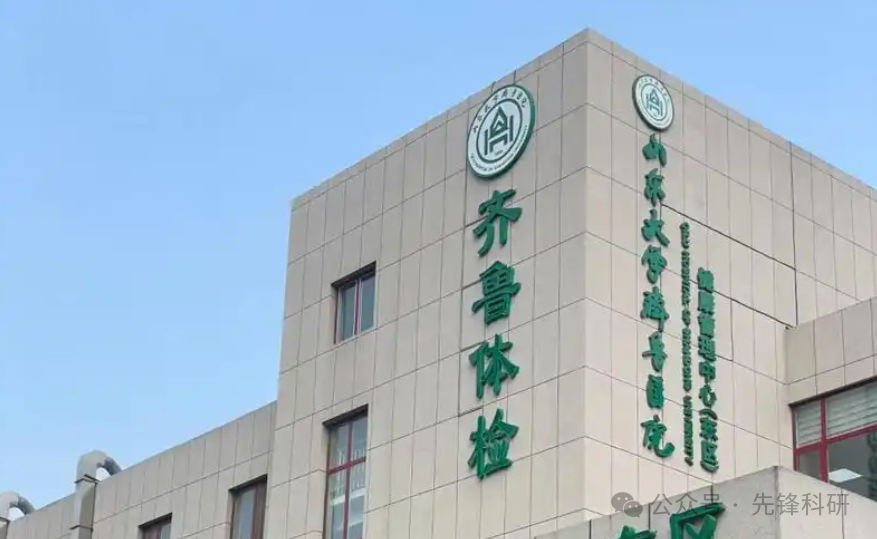 齐鲁体检
山东大学齐鲁医院
健康管理中心(东区)
区
公众号 · 先锋科研